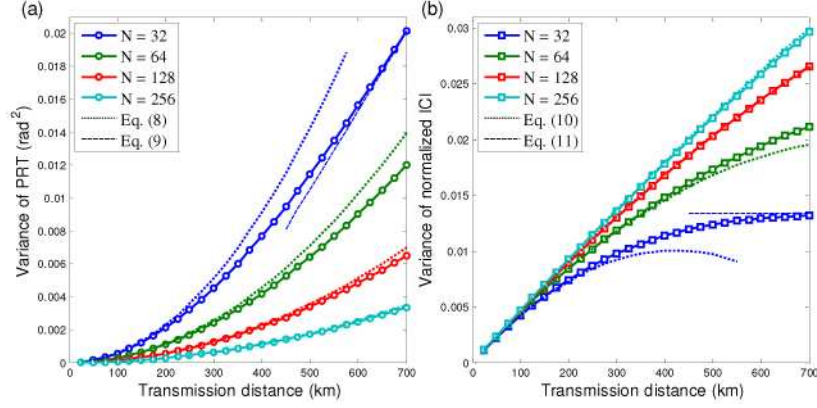 (a)
0.02
0.018
0.016
0.014
0.012
0.01
0.008
0.006
0.004
0.002
0
Variance of PRT (rad²)
N = 32
N = 64
N = 128
N = 256
Eq. (8)
Eq. (9)
0 100 200 300 400 500 600 700
Transmission distance (km)
(b)
0.03
0.025
0.02
0.015
0.01
0.005
0
Variance of normalized ICI
N = 32
N = 64
N = 128
N = 256
Eq. (10)
Eq. (11)
0 100 200 300 400 500 600 700
Transmission distance (km)